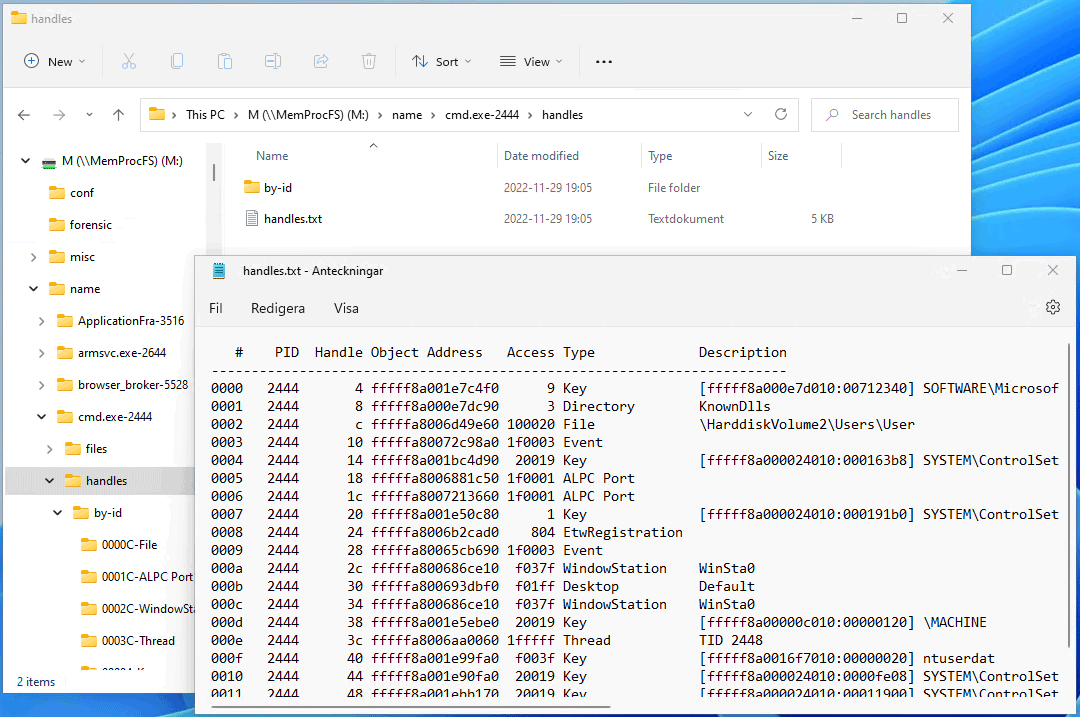 handles
New Sort View
This PC M (\\MemProcFS) (M:) name cmd.exe-2444 handles Search handles
M (\\MemProcFS) (M:)
conf
forensic
misc
name
ApplicationFra-3516
armsvc.exe-2644
browser_broker-5528
cmd.exe-2444
files
handles
by-id
0000C-File
0001C-ALPC Port
0002C-WindowSta
0003C-Thread
2 items
Name Date modified Type Size
by-id 2022-11-29 19:05 File folder
handles.txt 2022-11-29 19:05 Textdokument 5 KB
handles.txt - Anteckningar
Fil Redigera Visa
# PID Handle Object Address Access Type Description
--------------------------------------------------------------------------------
0000 2444 4 fffff8a001e7c4f0 9 Key [fffff8a000e7d010:00712340] SOFTWARE\Microsof
0001 2444 8 fffff8a000e7dc90 3 Directory KnownDlls
0002 2444 c fffffa8006d49e60 100020 File \HarddiskVolume2\Users\User
0003 2444 10 fffffa80072c98a0 1f0003 Event
0004 2444 14 fffff8a001bc4d90 20019 Key [fffff8a000024010:000163b8] SYSTEM\ControlSet
0005 2444 18 fffffa8006881c50 1f0001 ALPC Port
0006 2444 1c fffffa8007213660 1f0001 ALPC Port
0007 2444 20 fffff8a001e50c80 1 Key [fffff8a000024010:000191b0] SYSTEM\ControlSet
0008 2444 24 fffffa8006b2cad0 804 EtwRegistration
0009 2444 28 fffffa80065cb690 1f0003 Event
000a 2444 2c fffffa800686ce10 f037f WindowStation WinSta0
000b 2444 30 fffffa800693dbf0 f01ff Desktop Default
000c 2444 34 fffffa800686ce10 f037f WindowStation WinSta0
000d 2444 38 fffff8a001e5ebe0 20019 Key [fffff8a00000c010:00000120] \MACHINE
000e 2444 3c fffffa8006aa0060 1fffff Thread TID 2448
000f 2444 40 fffff8a001e99fa0 f003f Key [fffff8a0016f7010:00000020] ntuserdat
0010 2444 44 fffff8a001e90fa0 20019 Key [fffff8a000024010:0000fe08] SYSTEM\ControlSet
0011 2444 48 fffff8a001ebb170 20019 Key [fffff8a000024010:00011900] SYSTEM\ControlSet